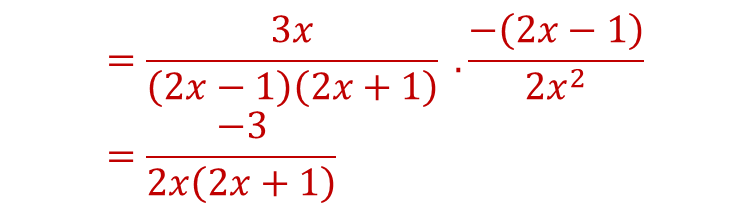 = 3x / (2x − 1)(2x + 1) . −(2x − 1) / 2x²
= −3 / 2x(2x + 1)